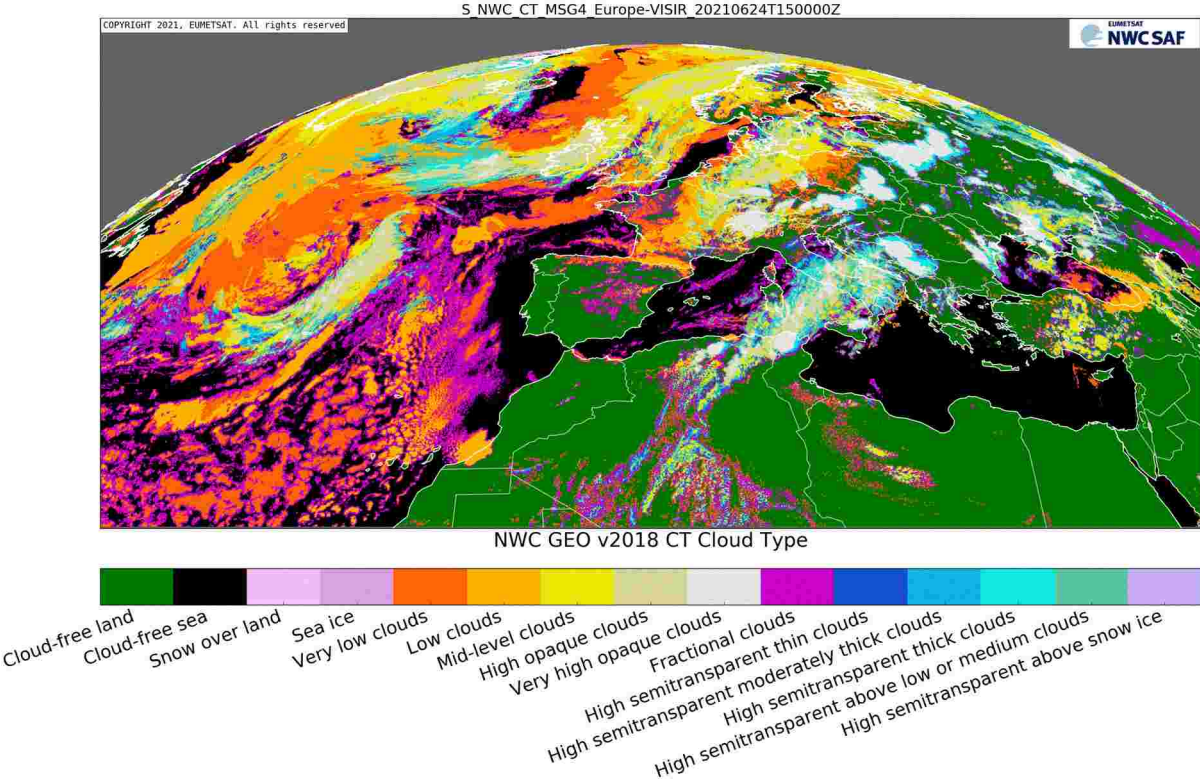 S_NWC_CT_MSG4_Europe-VISIR_20210624T150000Z
COPYRIGHT 2021, EUMETSAT. All rights reserved
EUMETSAT
NWC SAF
NWC GEO v2018 CT Cloud Type
Cloud-free land
Cloud-free sea
Snow over land
Sea ice
Very low clouds
Low clouds
Mid-level clouds
High opaque clouds
Very high opaque clouds
Fractional clouds
High semitransparent thin clouds
High semitransparent moderately thick clouds
High semitransparent thick clouds
High semitransparent above low or medium clouds
High semitransparent above snow ice